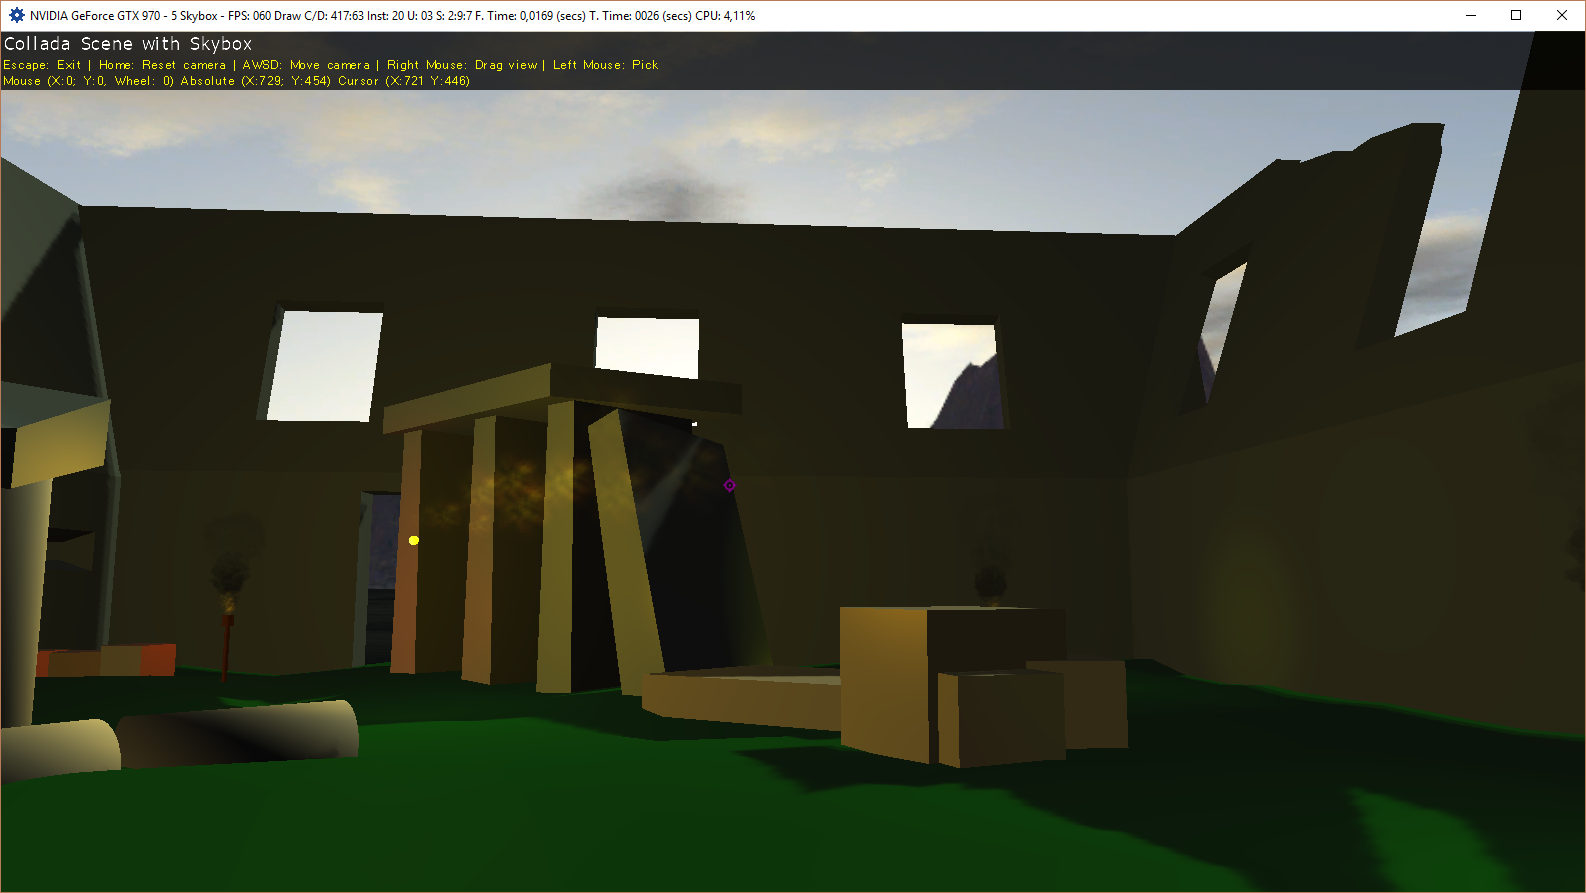 NVIDIA GeForce GTX 970 - 5 Skybox - FPS: 060 Draw C/D: 417:63 Inst: 20 U: 03 S: 2:9:7 F. Time: 0,0169 (secs) T. Time: 0026 (secs) CPU: 4,11%
Collada Scene with Skybox
Escape: Exit | Home: Reset camera | AWSD: Move camera | Right Mouse: Drag view | Left Mouse: Pick
Mouse (X:0; Y:0, Wheel: 0) Absolute (X:729; Y:454) Cursor (X:721 Y:446)